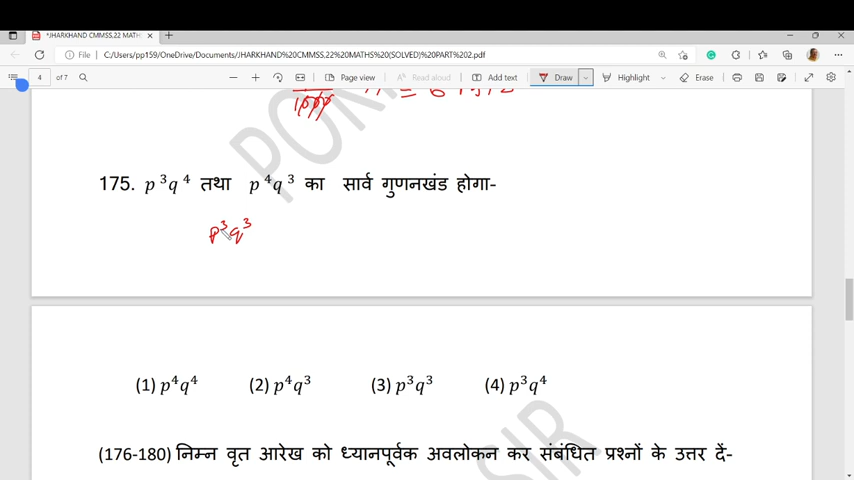 *JHARKHAND CMMSS,22 MATH
File | C:/Users/pp159/OneDrive/Documents/JHARKHAND%20CMMSS,22%20MATHS%20(SOLVED)%20PART%202.pdf
4 of 7 Page view Read aloud Add text Draw Highlight Erase
175. p³q⁴ तथा p⁴q³ का सार्व गुणनखंड होगा-
p³q³
(1) p⁴q⁴ (2) p⁴q³ (3) p³q³ (4) p³q⁴
(176-180) निम्न वृत आरेख को ध्यानपूर्वक अवलोकन कर संबंधित प्रश्नों के उत्तर दें-
SIR